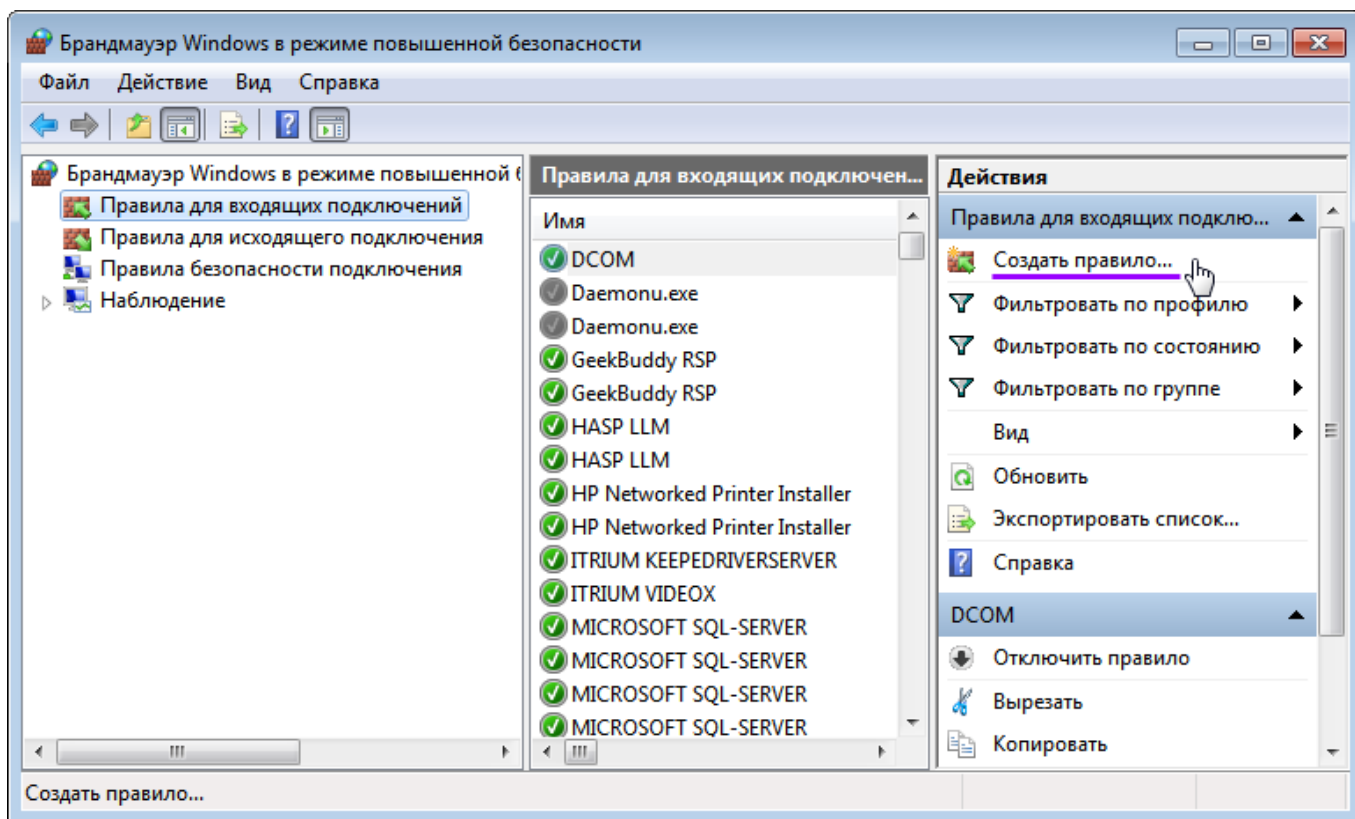 Брандмауэр Windows в режиме повышенной безопасности
Файл Действие Вид Справка
Брандмауэр Windows в режиме повышенной б
Правила для входящих подключений
Правила для исходящего подключения
Правила безопасности подключения
Наблюдение
Правила для входящих подключен...
Имя
DCOM
Daemonu.exe
Daemonu.exe
GeekBuddy RSP
GeekBuddy RSP
HASP LLM
HASP LLM
HP Networked Printer Installer
HP Networked Printer Installer
ITRIUM KEEPEDRIVERSERVER
ITRIUM VIDEOX
MICROSOFT SQL-SERVER
MICROSOFT SQL-SERVER
MICROSOFT SQL-SERVER
MICROSOFT SQL-SERVER
Действия
Правила для входящих подклю...
Создать правило...
Фильтровать по профилю
Фильтровать по состоянию
Фильтровать по группе
Вид
Обновить
Экспортировать список...
Справка
DCOM
Отключить правило
Вырезать
Копировать
Создать правило...